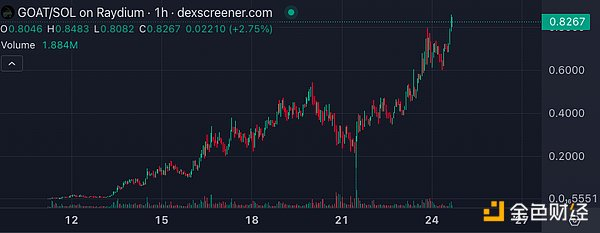 GOAT/SOL on Raydium · 1h · dexscreener.com
O0.8046 H0.8483 L0.8082 C0.8267 0.02210 (+2.75%)
Volume 1.884M
0.8267
0.6000
0.4000
0.2000
12 15 18 21 24 27
金色财经